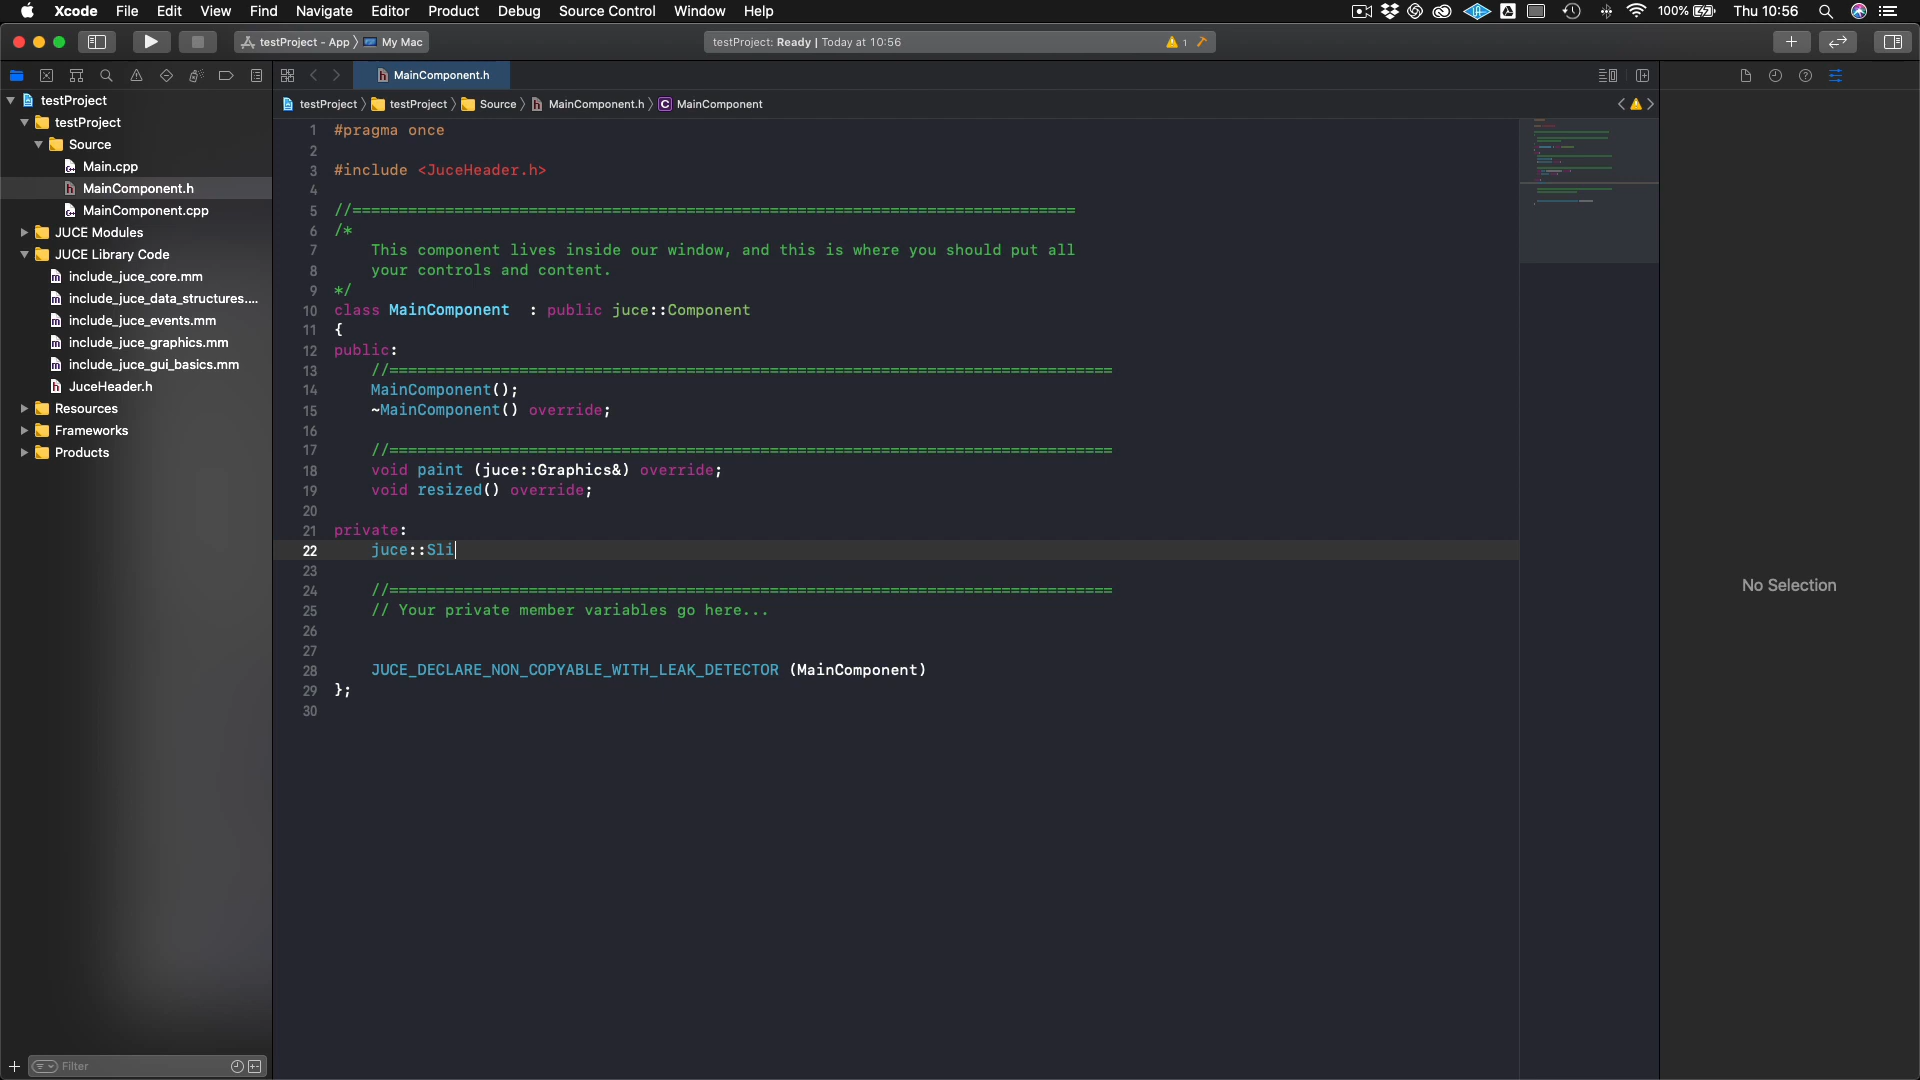 Xcode File Edit View Find Navigate Editor Product Debug Source Control Window Help 100% Thu 10:56
testProject - App › My Mac testProject: Ready | Today at 10:56 1
MainComponent.h
testProject › testProject › Source › MainComponent.h › MainComponent
testProject
testProject
Source
Main.cpp
MainComponent.h
MainComponent.cpp
JUCE Modules
JUCE Library Code
include_juce_core.mm
include_juce_data_structures....
include_juce_events.mm
include_juce_graphics.mm
include_juce_gui_basics.mm
JuceHeader.h
Resources
Frameworks
Products
Filter
1 #pragma once
2
3 #include <JuceHeader.h>
4
5 //==============================================================================
6 /*
7     This component lives inside our window, and this is where you should put all
8     your controls and content.
9 */
10 class MainComponent  : public juce::Component
11 {
12 public:
13     //==============================================================================
14     MainComponent();
15     ~MainComponent() override;
16
17     //==============================================================================
18     void paint (juce::Graphics&) override;
19     void resized() override;
20
21 private:
22     juce::Sli
23
24     //==============================================================================
25     // Your private member variables go here...
26
27
28     JUCE_DECLARE_NON_COPYABLE_WITH_LEAK_DETECTOR (MainComponent)
29 };
30
No Selection